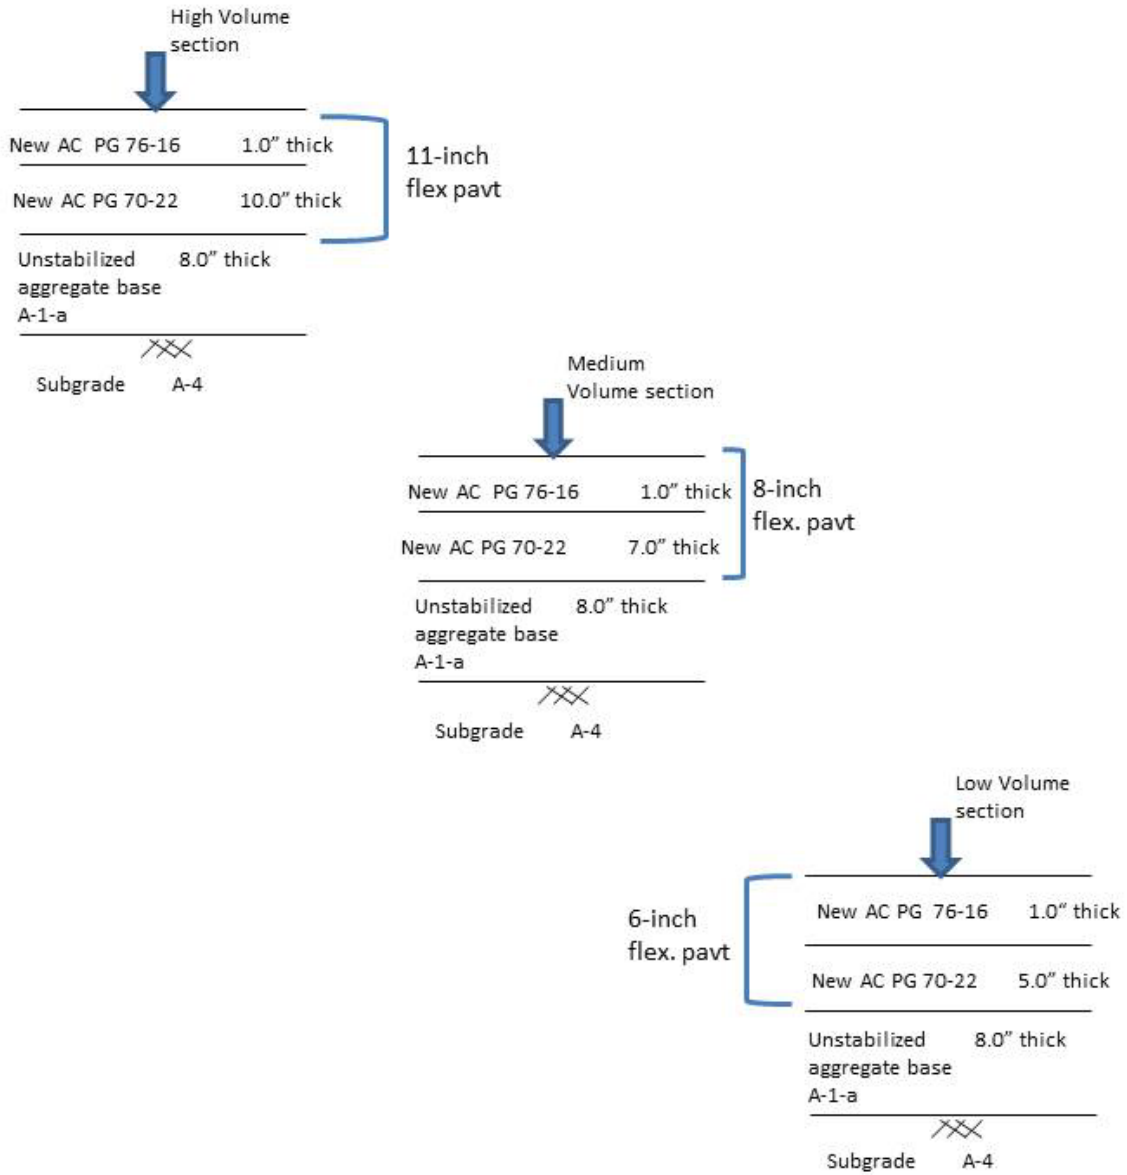 High Volume
section
New AC PG 76-16 1.0” thick
New AC PG 70-22 10.0” thick
11-inch
flex pavt
Unstabilized 8.0” thick
aggregate base
A-1-a
Subgrade A-4
Medium
Volume section
New AC PG 76-16 1.0” thick
New AC PG 70-22 7.0” thick
8-inch
flex. pavt
Unstabilized 8.0” thick
aggregate base
A-1-a
Subgrade A-4
Low Volume
section
6-inch
flex. pavt
New AC PG 76-16 1.0“ thick
New AC PG 70-22 5.0” thick
Unstabilized 8.0” thick
aggregate base
A-1-a
Subgrade A-4